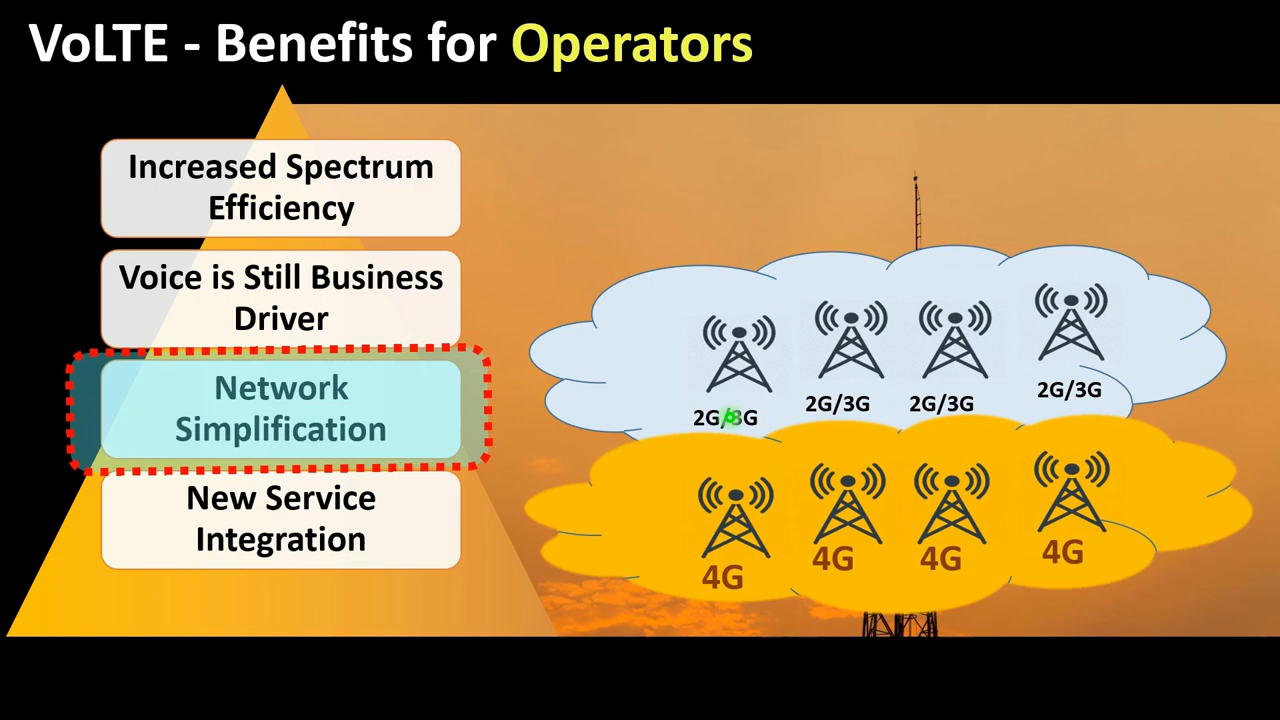 VoLTE - Benefits for Operators
Increased Spectrum
Efficiency
Voice is Still Business
Driver
Network
Simplification
New Service
Integration
2G/3G
2G/3G
2G/3G
2G/3G
4G
4G
4G
4G